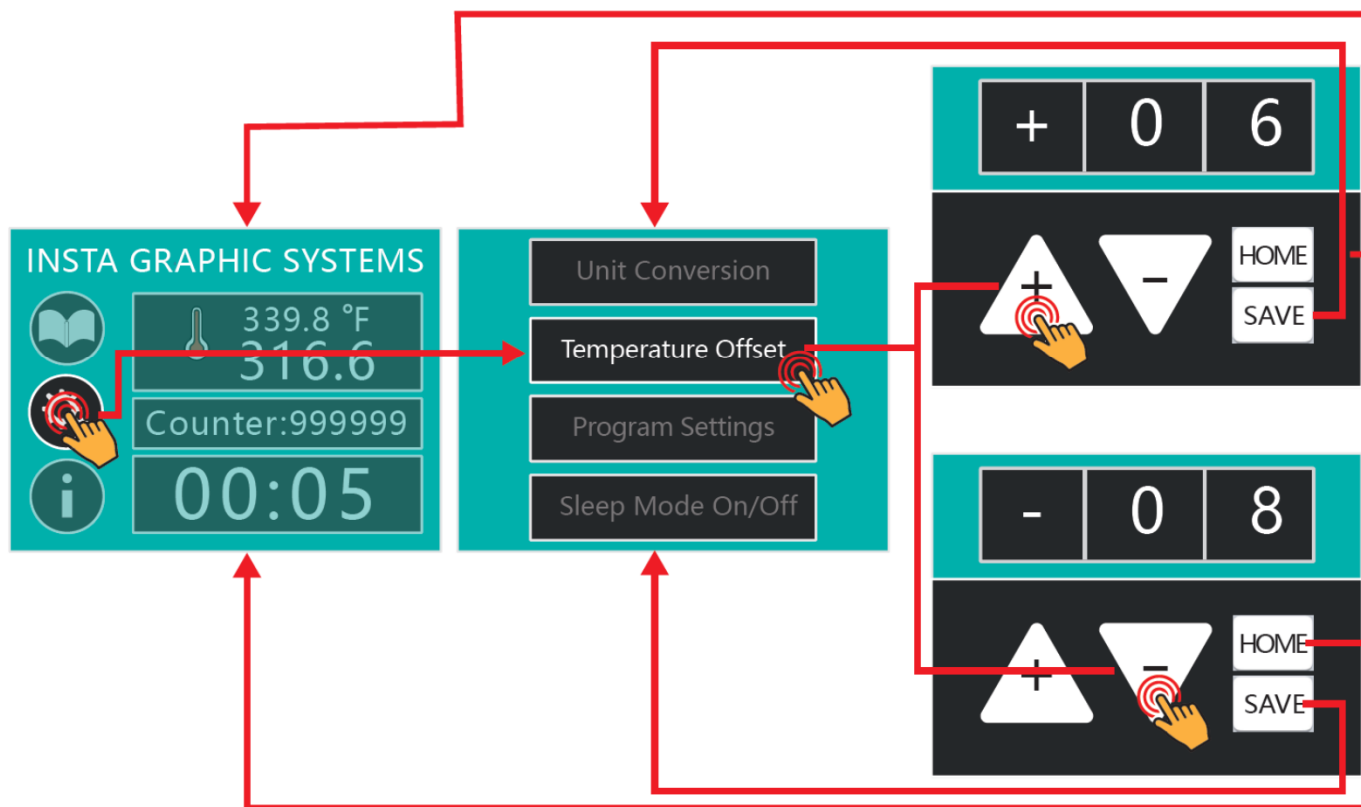 INSTA GRAPHIC SYSTEMS
339.8 °F
316.6
Counter:999999
i
00:05
Unit Conversion
Temperature Offset
Program Settings
Sleep Mode On/Off
+ 0 6
+ - HOME
SAVE
- 0 8
+ - HOME
SAVE